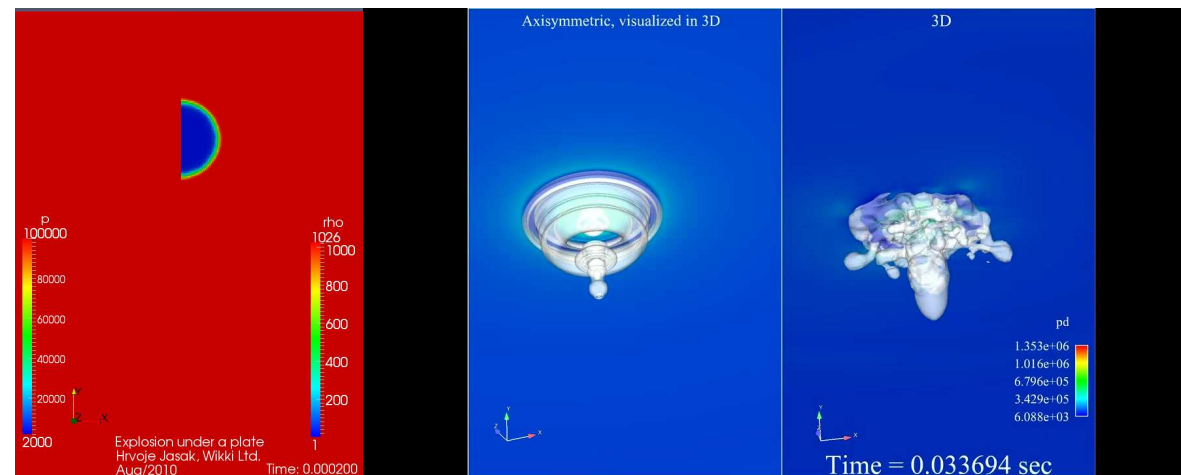 p
100000
80000
60000
40000
20000
2000
rho
1026
1000
800
600
400
200
1
Y
Z
X
Explosion under a plate
Hrvoje Jasak, Wikki Ltd.
Aug/2010
Time: 0.000200
Axisymmetric, visualized in 3D
Y
Z
X
3D
pd
1.353e+06
1.016e+06
6.796e+05
3.429e+05
6.088e+03
Y
Z
X
Time = 0.033694 sec